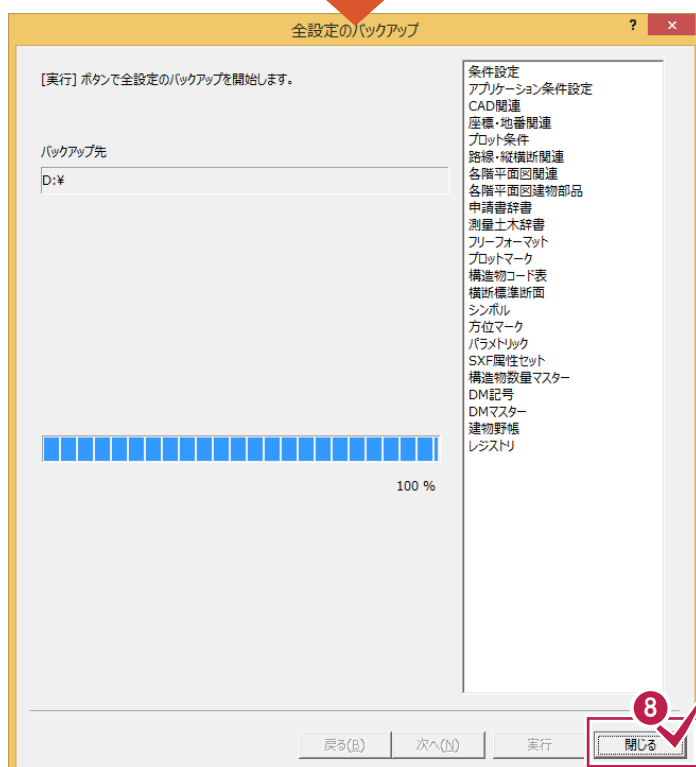 全設定のバックアップ
? ×
[実行] ボタンで全設定のバックアップを開始します。
バックアップ先
D:¥
100 %
条件設定
アプリケーション条件設定
CAD関連
座標・地番関連
プロット条件
路線・縦横断関連
各階平面図関連
各階平面図建物部品
申請書辞書
測量土木辞書
フリーフォーマット
プロットマーク
構造物コード表
横断標準断面
シンボル
方位マーク
パラメトリック
SXF属性セット
構造物数量マスター
DM記号
DMマスター
建物野帳
レジストリ
8
戻る(B) 次へ(N) 実行 閉じる